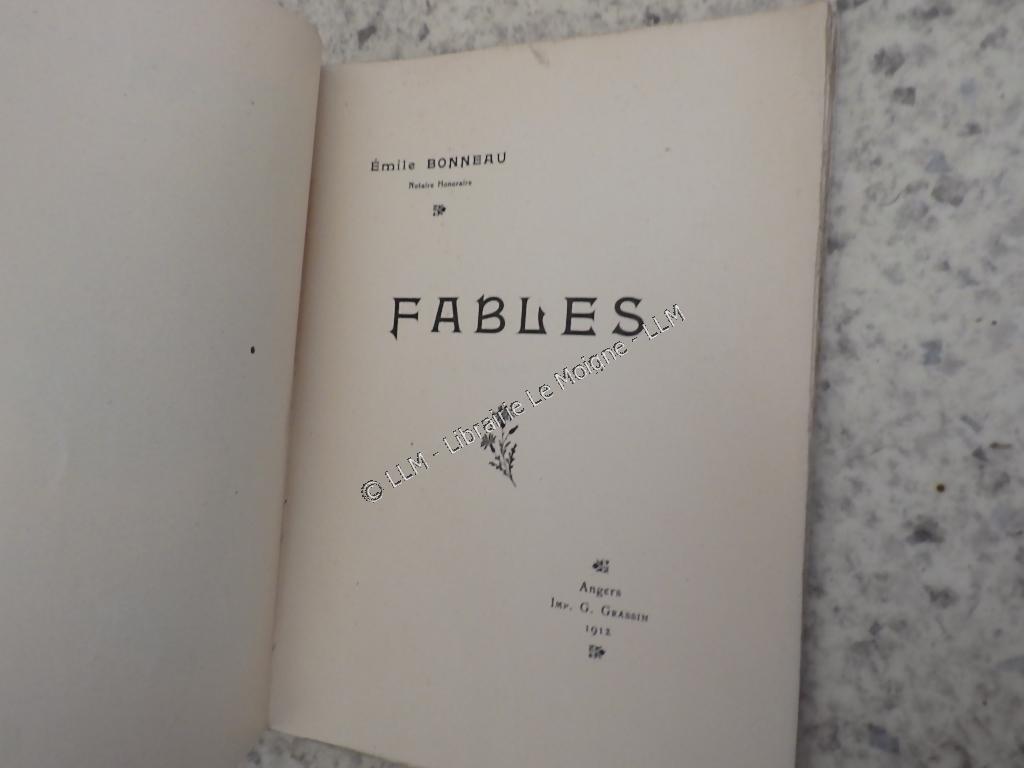 Émile BONNEAU
Notaire Honoraire
FABLES
© LLM - Librairie Le Moigne - LLM
Angers
Imp. G. Grassin
1912